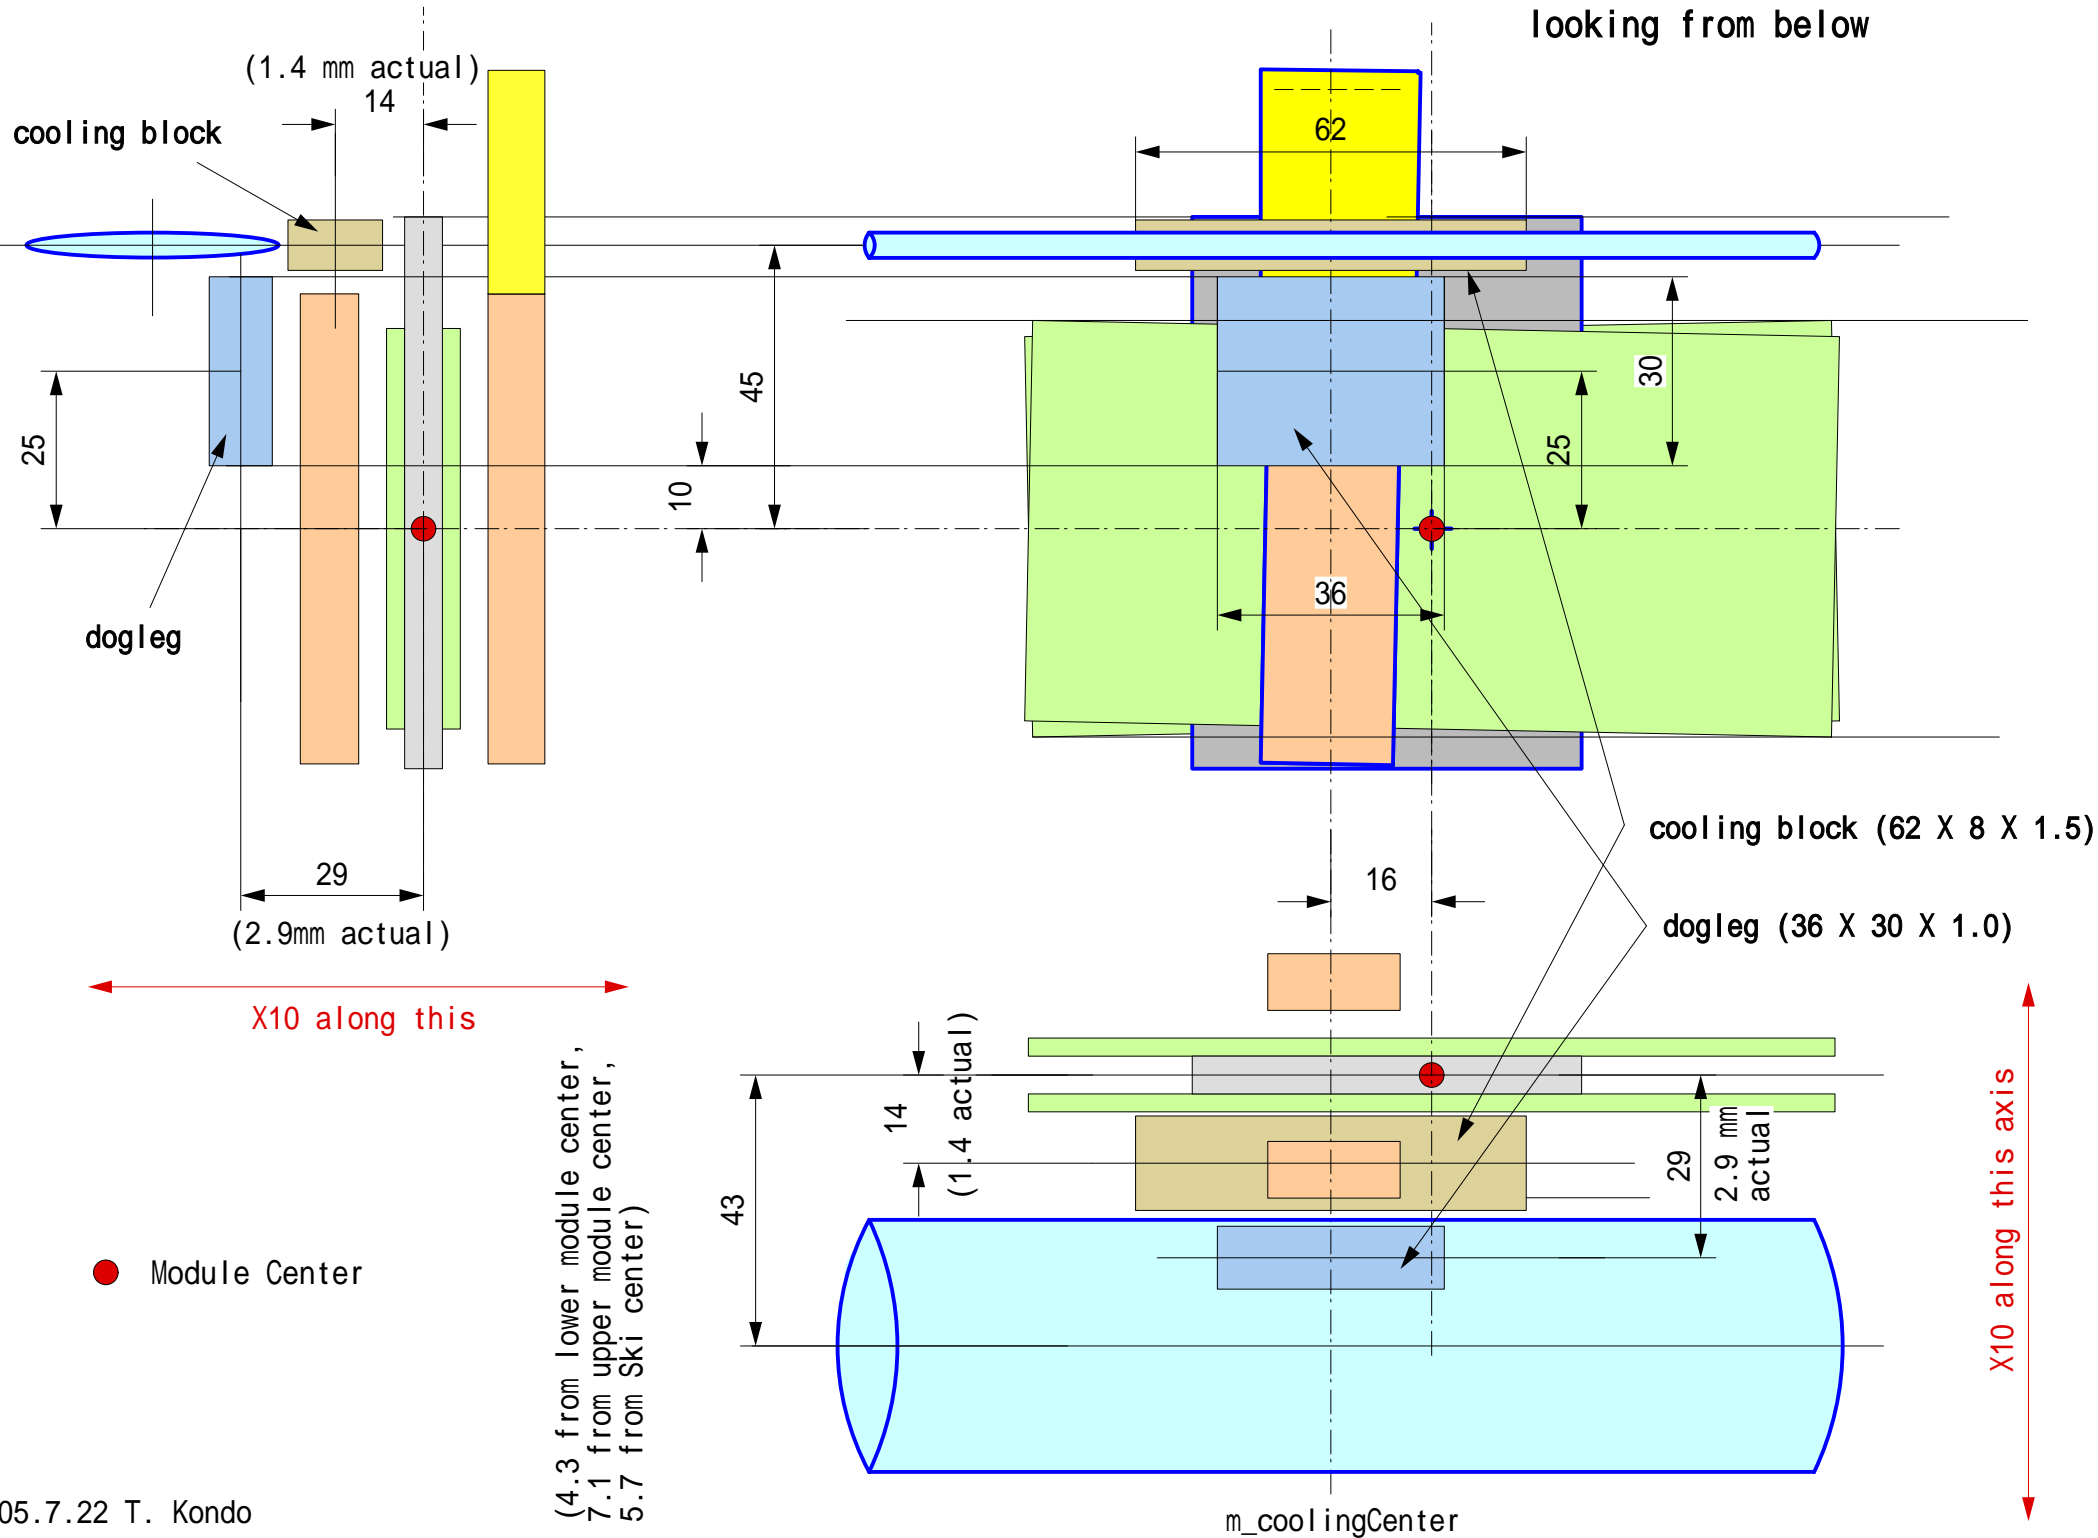 looking from below
(1.4 mm actual)
14
cooling block
62
45
30
25
25
10
36
dogleg
29
(2.9mm actual)
16
cooling block (62 X 8 X 1.5)
dogleg (36 X 30 X 1.0)
X10 along this
14
(1.4 actual)
43
29
2.9 mm
actual
X10 along this axis
(4.3 from lower module center,
7.1 from upper module center,
5.7 from Ski center)
Module Center
05.7.22 T. Kondo
m_coolingCenter